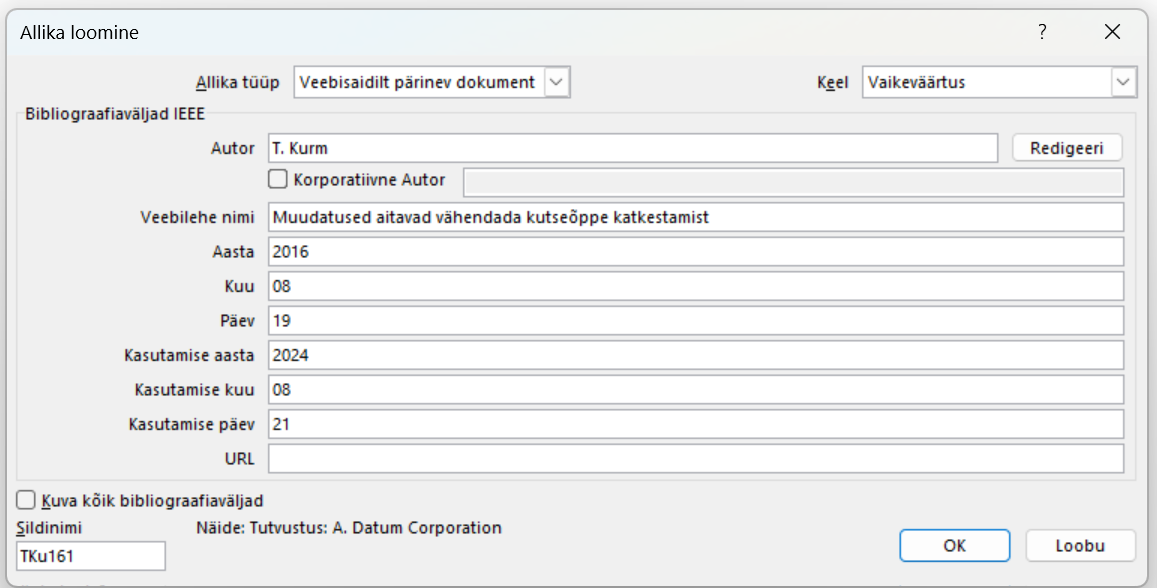 Allika loomine ?
Allika tüüp Veebisaidilt pärinev dokument Keel Vaikeväärtus
Bibliograafiaväljad IEEE
Autor T. Kurm Redigeeri
Korporatiivne Autor
Veebilehe nimi Muudatused aitavad vähendada kutseõppe katkestamist
Aasta 2016
Kuu 08
Päev 19
Kasutamise aasta 2024
Kasutamise kuu 08
Kasutamise päev 21
URL
Kuva kõik bibliograafiaväljad
Sildinimi Näide: Tutvustus: A. Datum Corporation
TKu161 OK Loobu